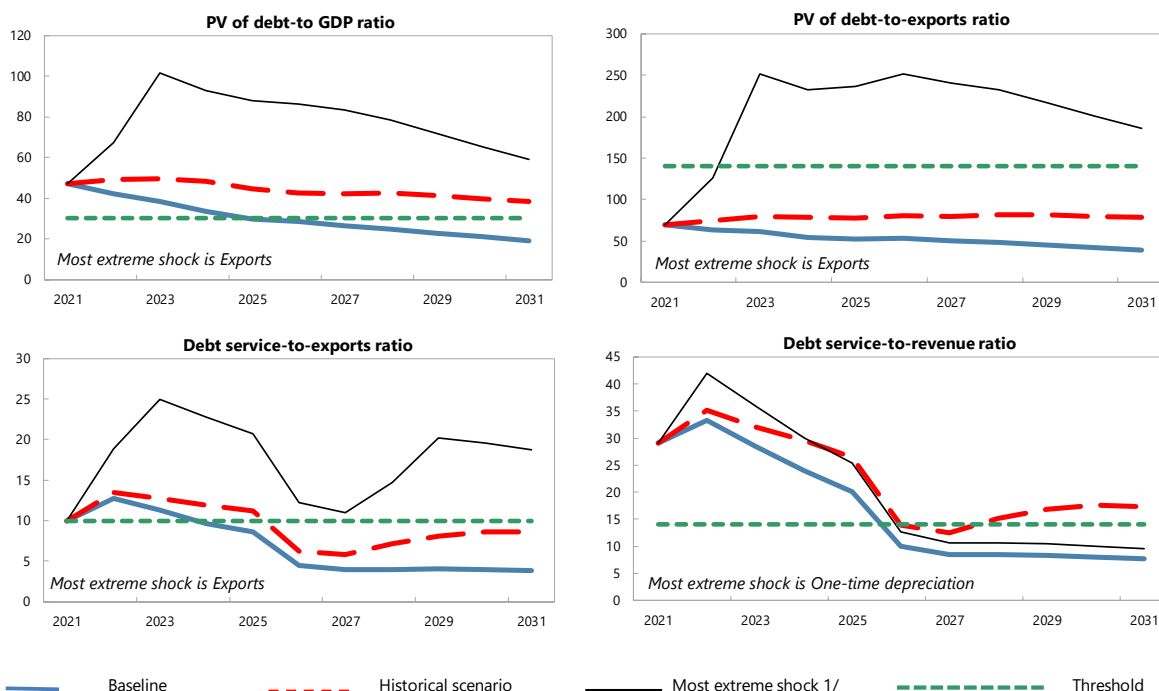 PV of debt-to GDP ratio
120
100
80
60
40
20
0
Most extreme shock is Exports
2021 2023 2025 2027 2029 2031
PV of debt-to-exports ratio
300
250
200
150
100
50
0
Most extreme shock is Exports
2021 2023 2025 2027 2029 2031
Debt service-to-exports ratio
30
25
20
15
10
5
0
Most extreme shock is Exports
2021 2023 2025 2027 2029 2031
Debt service-to-revenue ratio
45
40
35
30
25
20
15
10
5
0
Most extreme shock is One-time depreciation
2021 2023 2025 2027 2029 2031
Baseline Historical scenario Most extreme shock 1/ Threshold